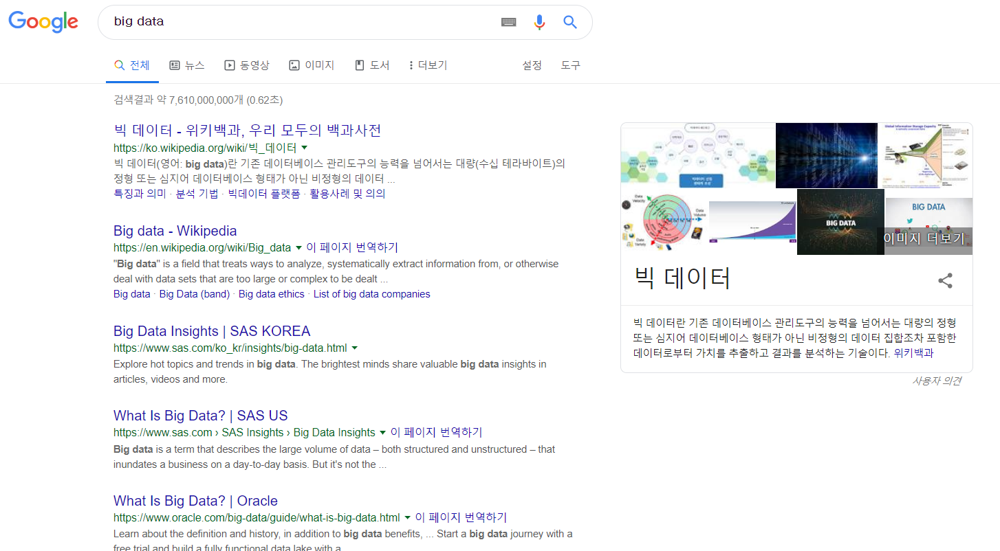 Google
big data
전체 뉴스 동영상 이미지 도서 더보기 설정 도구
검색결과 약 7,610,000,000개 (0.62초)
빅 데이터 - 위키백과, 우리 모두의 백과사전
https://ko.wikipedia.org/wiki/빅_데이터
빅 데이터(영어: big data)란 기존 데이터베이스 관리도구의 능력을 넘어서는 대량(수십 테라바이트)의
정형 또는 심지어 데이터베이스 형태가 아닌 비정형의 데이터 ...
특징과 의미 · 분석 기법 · 빅데이터 플랫폼 · 활용사례 및 의의
Big data - Wikipedia
https://en.wikipedia.org/wiki/Big_data 이 페이지 번역하기
"Big data" is a field that treats ways to analyze, systematically extract information from, or otherwise
deal with data sets that are too large or complex to be dealt ...
Big data · Big Data (band) · Big data ethics · List of big data companies
Big Data Insights | SAS KOREA
https://www.sas.com/ko_kr/insights/big-data.html
Explore hot topics and trends in big data. The brightest minds share valuable big data insights in
articles, videos and more.
What Is Big Data? | SAS US
https://www.sas.com › SAS Insights › Big Data Insights 이 페이지 번역하기
Big data is a term that describes the large volume of data – both structured and unstructured – that
inundates a business on a day-to-day basis. But it's not the ...
What Is Big Data? | Oracle
https://www.oracle.com/big-data/guide/what-is-big-data.html 이 페이지 번역하기
Learn about the definition and history, in addition to big data benefits, ... Start a big data journey with a
free trial and build a fully functional data lake with a
Global Information Storage Capacity
Data
Velocity
Data
Volume
Data
Variety
BIG DATA
BIG DATA
이미지 더보기
빅 데이터
빅 데이터란 기존 데이터베이스 관리도구의 능력을 넘어서는 대량의 정형
또는 심지어 데이터베이스 형태가 아닌 비정형의 데이터 집합조차 포함한
데이터로부터 가치를 추출하고 결과를 분석하는 기술이다. 위키백과
사용자 의견